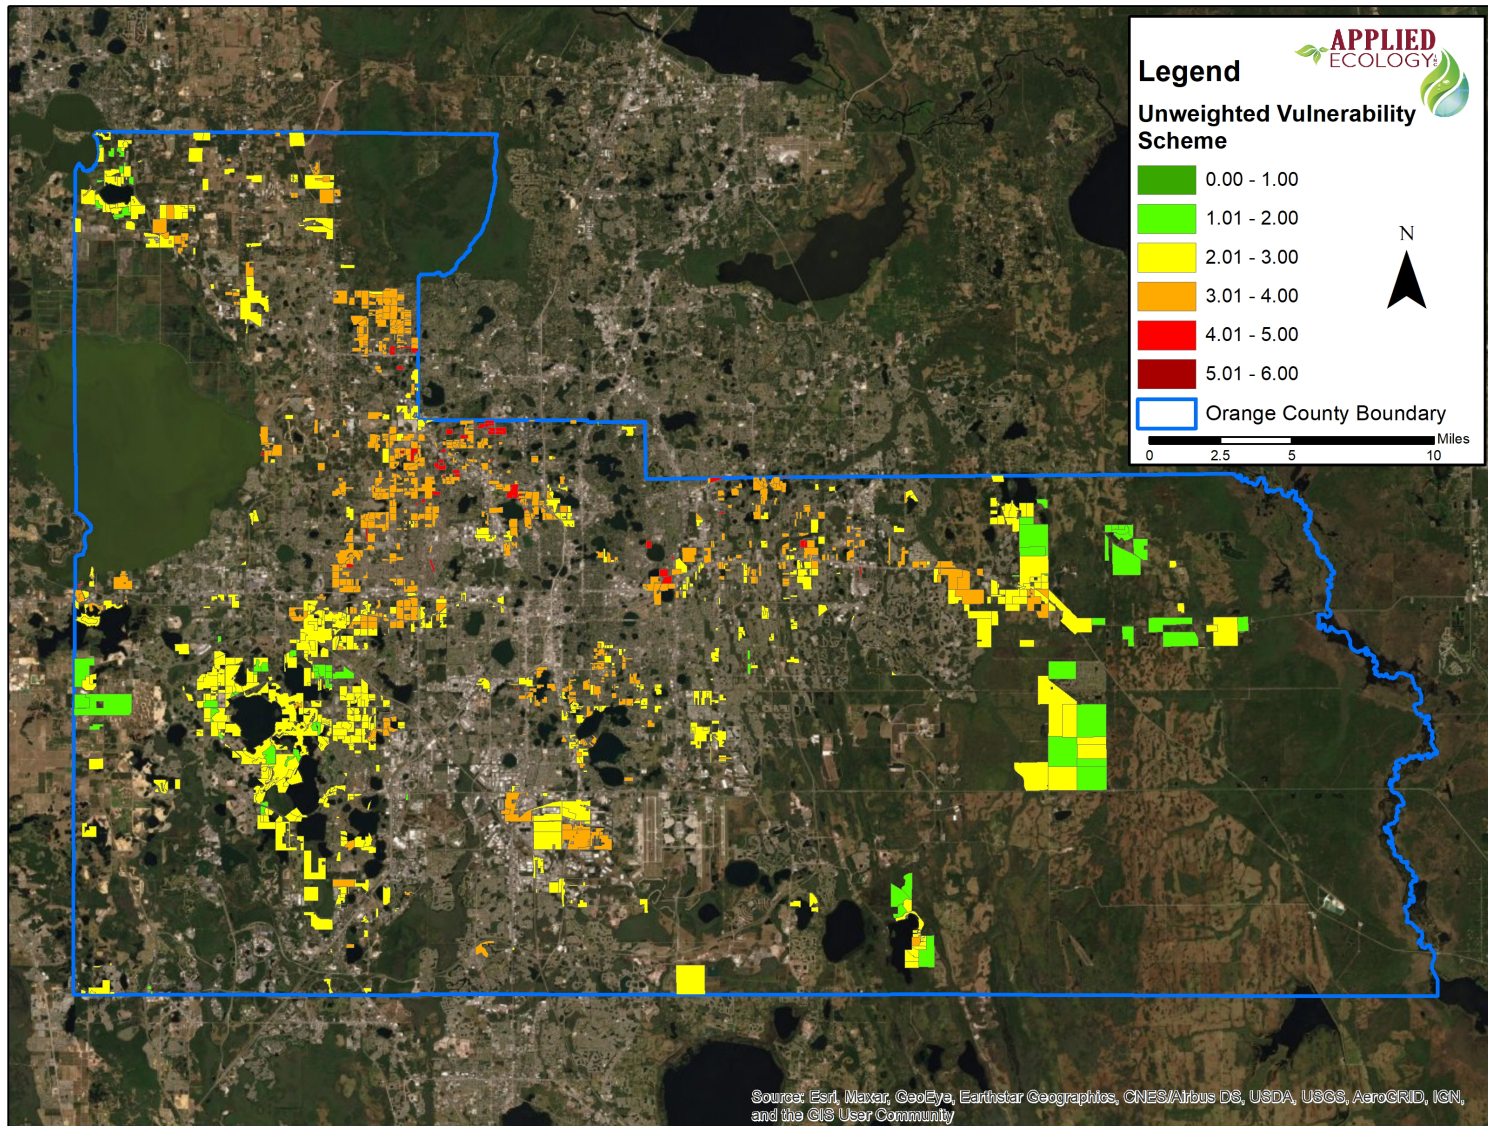 APPLIED
ECOLOGY INC
Legend
Unweighted Vulnerability
Scheme
0.00 - 1.00
1.01 - 2.00
2.01 - 3.00
3.01 - 4.00
4.01 - 5.00
5.01 - 6.00
Orange County Boundary
N
Miles
0 2.5 5 10
Source: Esri, Maxar, GeoEye, Earthstar Geographics, CNES/Airbus DS, USDA, USGS, AeroGRID, IGN,
and the GIS User Community